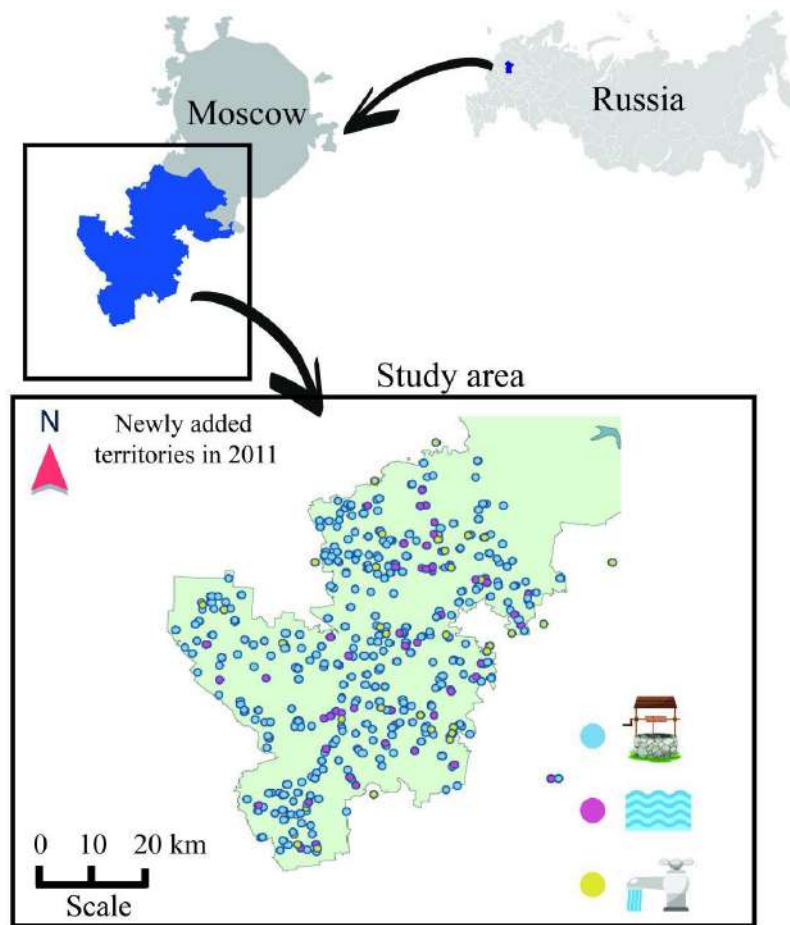 Moscow
Russia
Study area
N
Newly added
territories in 2011
0 10 20 km
Scale